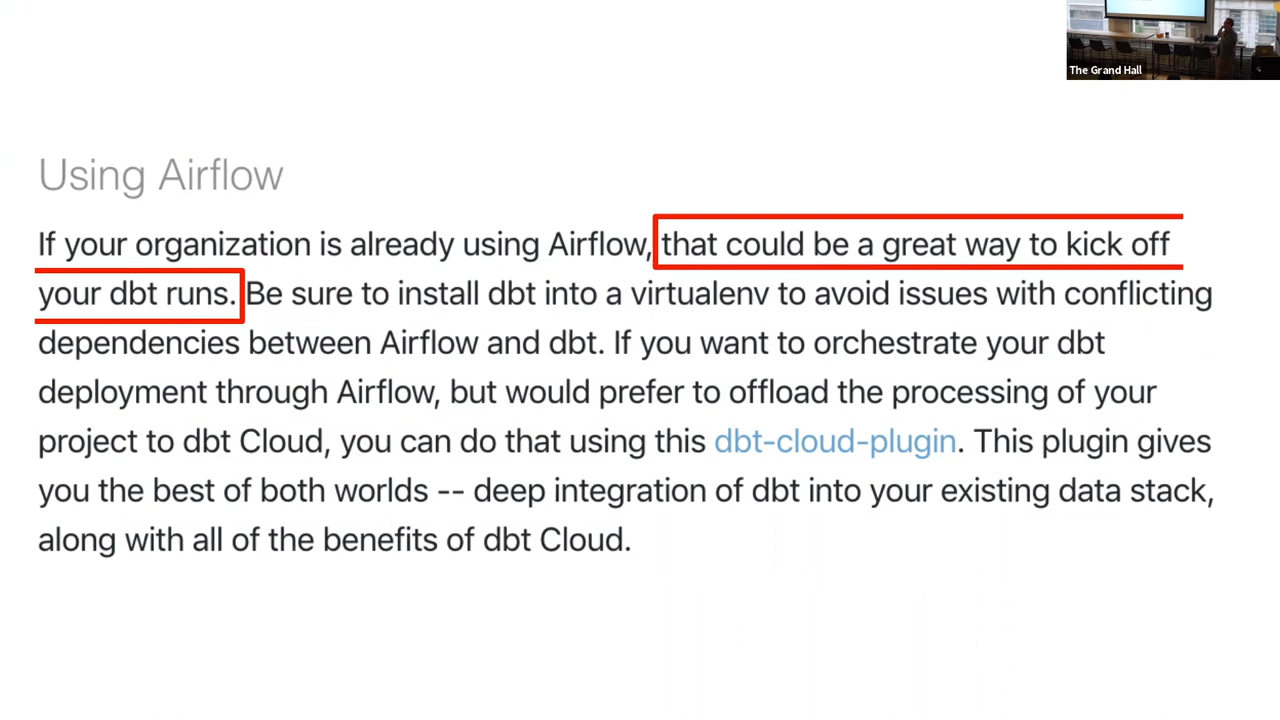 The Grand Hall
Using Airflow
If your organization is already using Airflow, that could be a great way to kick off
your dbt runs. Be sure to install dbt into a virtualenv to avoid issues with conflicting
dependencies between Airflow and dbt. If you want to orchestrate your dbt
deployment through Airflow, but would prefer to offload the processing of your
project to dbt Cloud, you can do that using this dbt-cloud-plugin. This plugin gives
you the best of both worlds -- deep integration of dbt into your existing data stack,
along with all of the benefits of dbt Cloud.